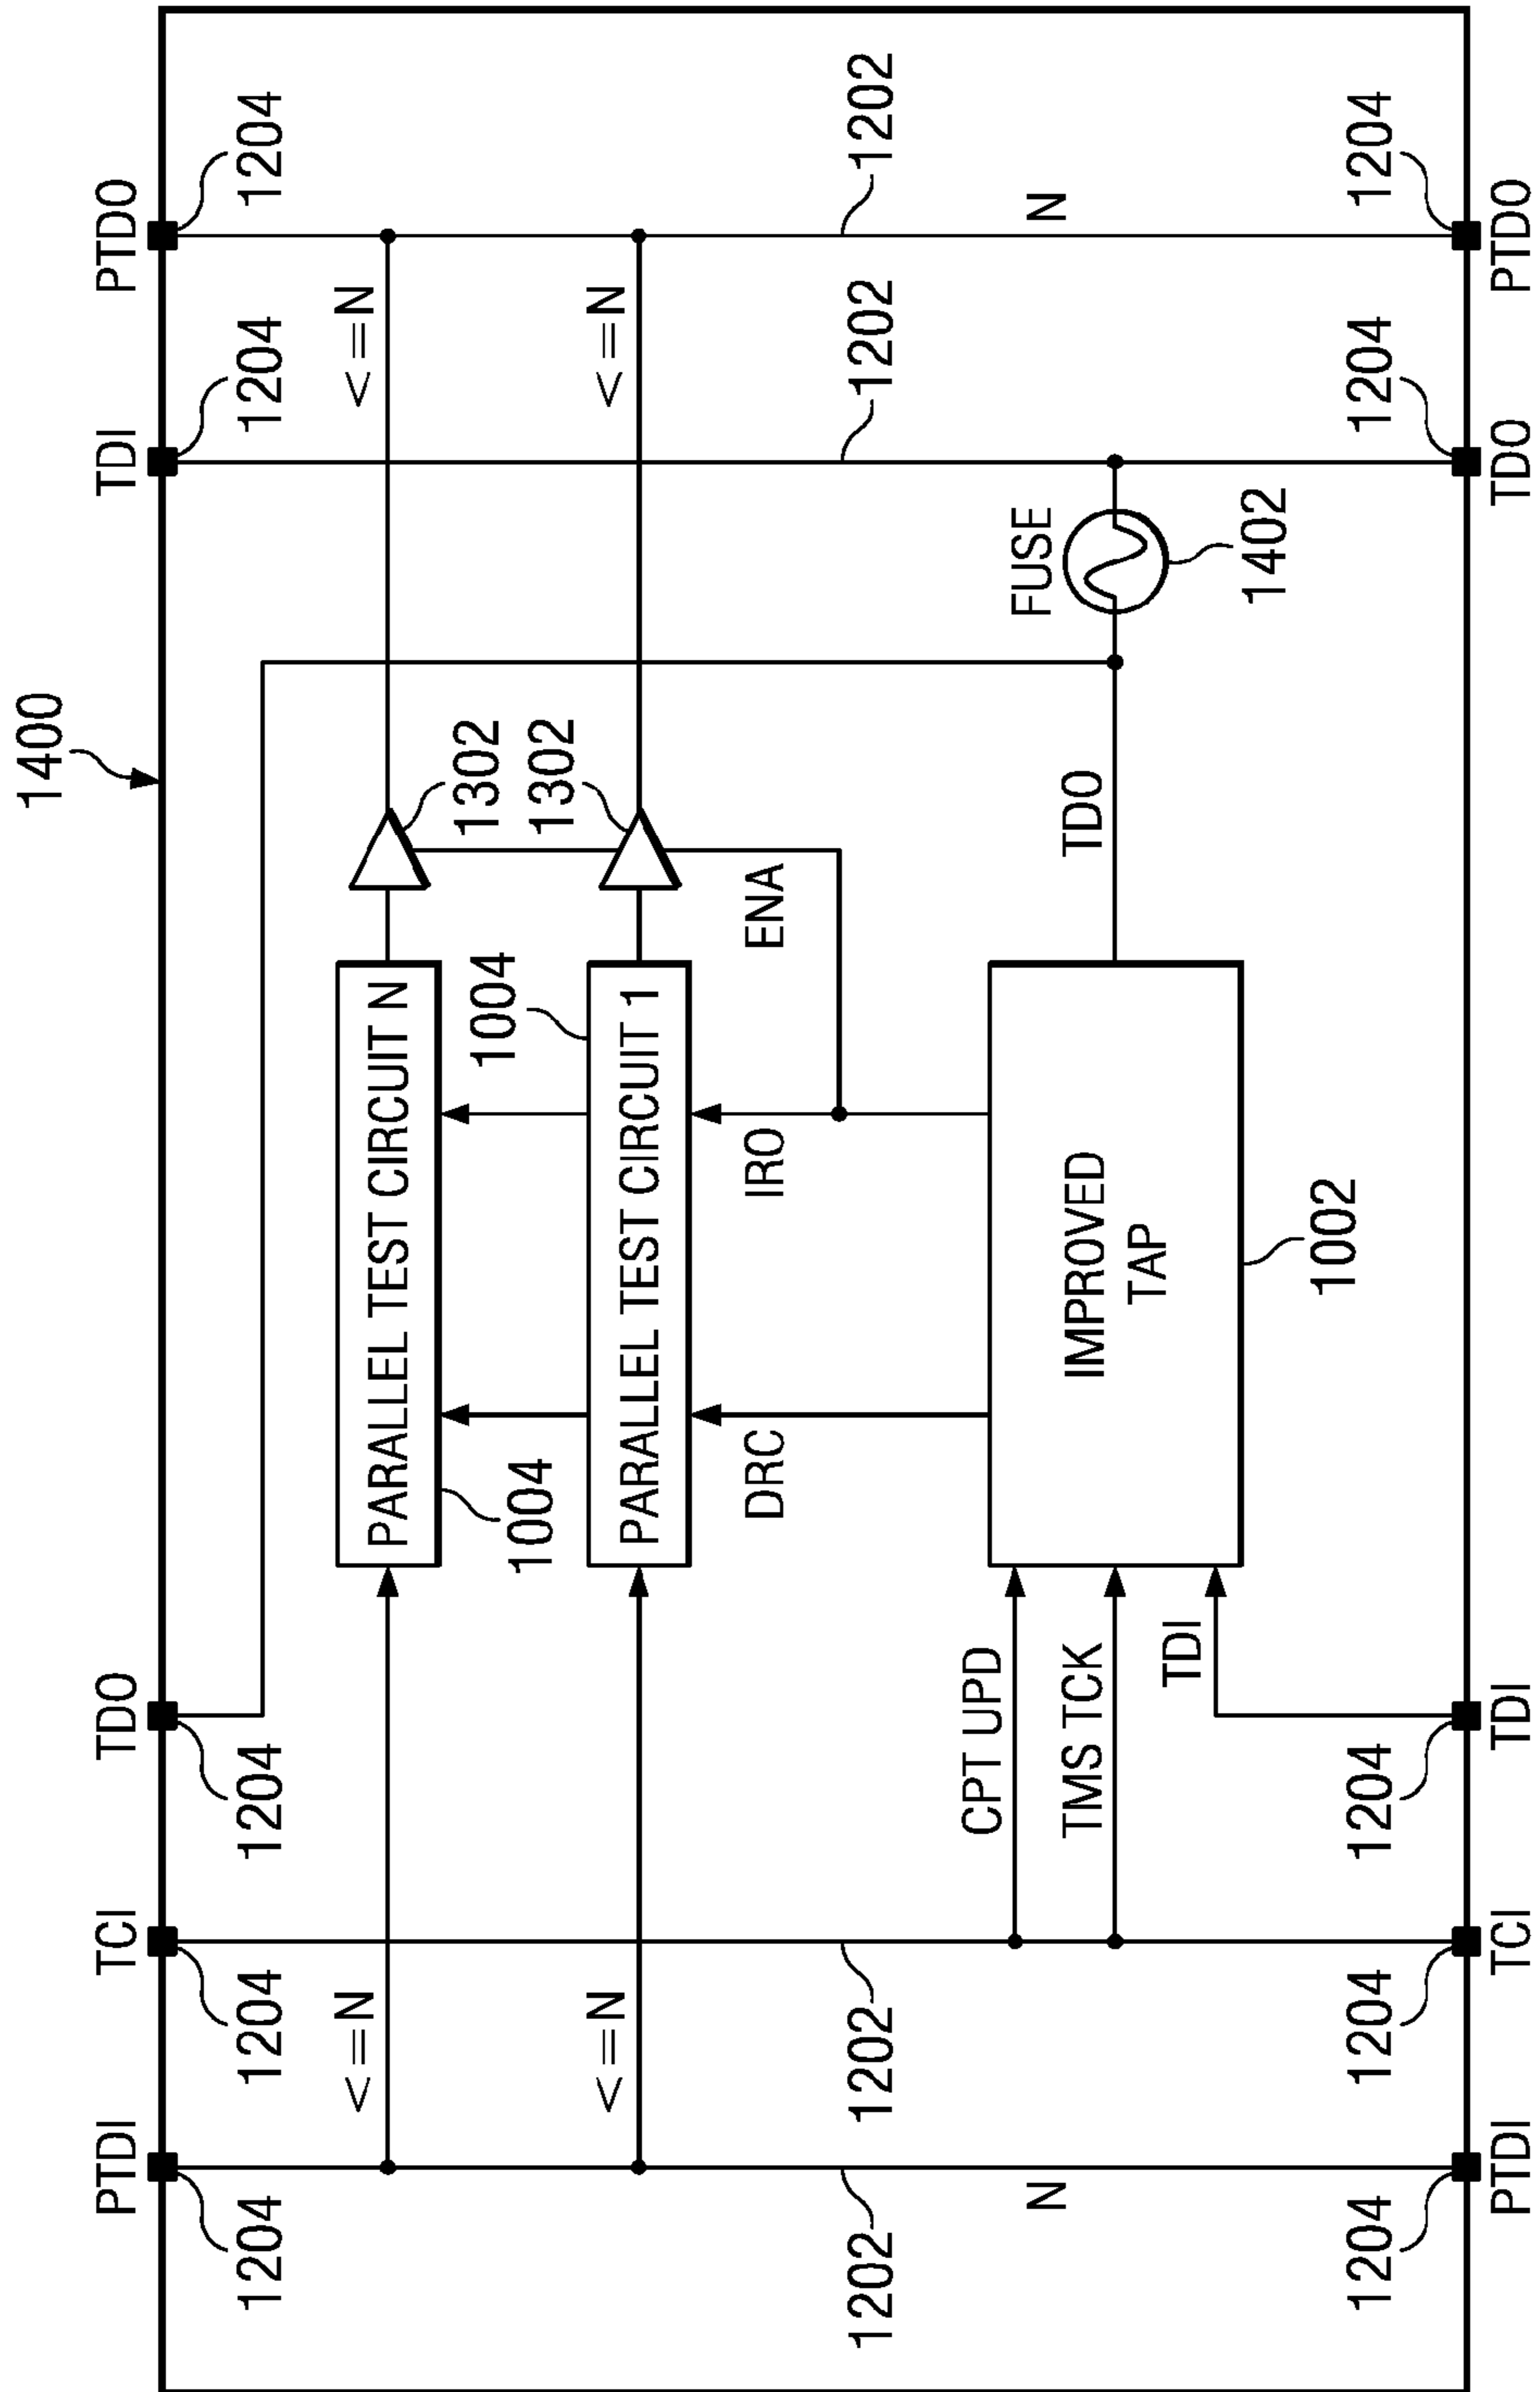 1400
PTDI
TCI
TDO
TDI
PTDO
1204
1204
1204
1204
1204
<=N
PARALLEL TEST CIRCUIT N
<=N
1004
1004
1302
1302
<=N
PARALLEL TEST CIRCUIT 1
<=N
DRC
IRO
ENA
1202
1202
1202
1202
CPT UPD
N
FUSE
N
TMS TCK
IMPROVED
TAP
TDO
TDI
1402
1002
1204
1204
1204
1204
1204
PTDI
TCI
TDI
TDO
PTDO